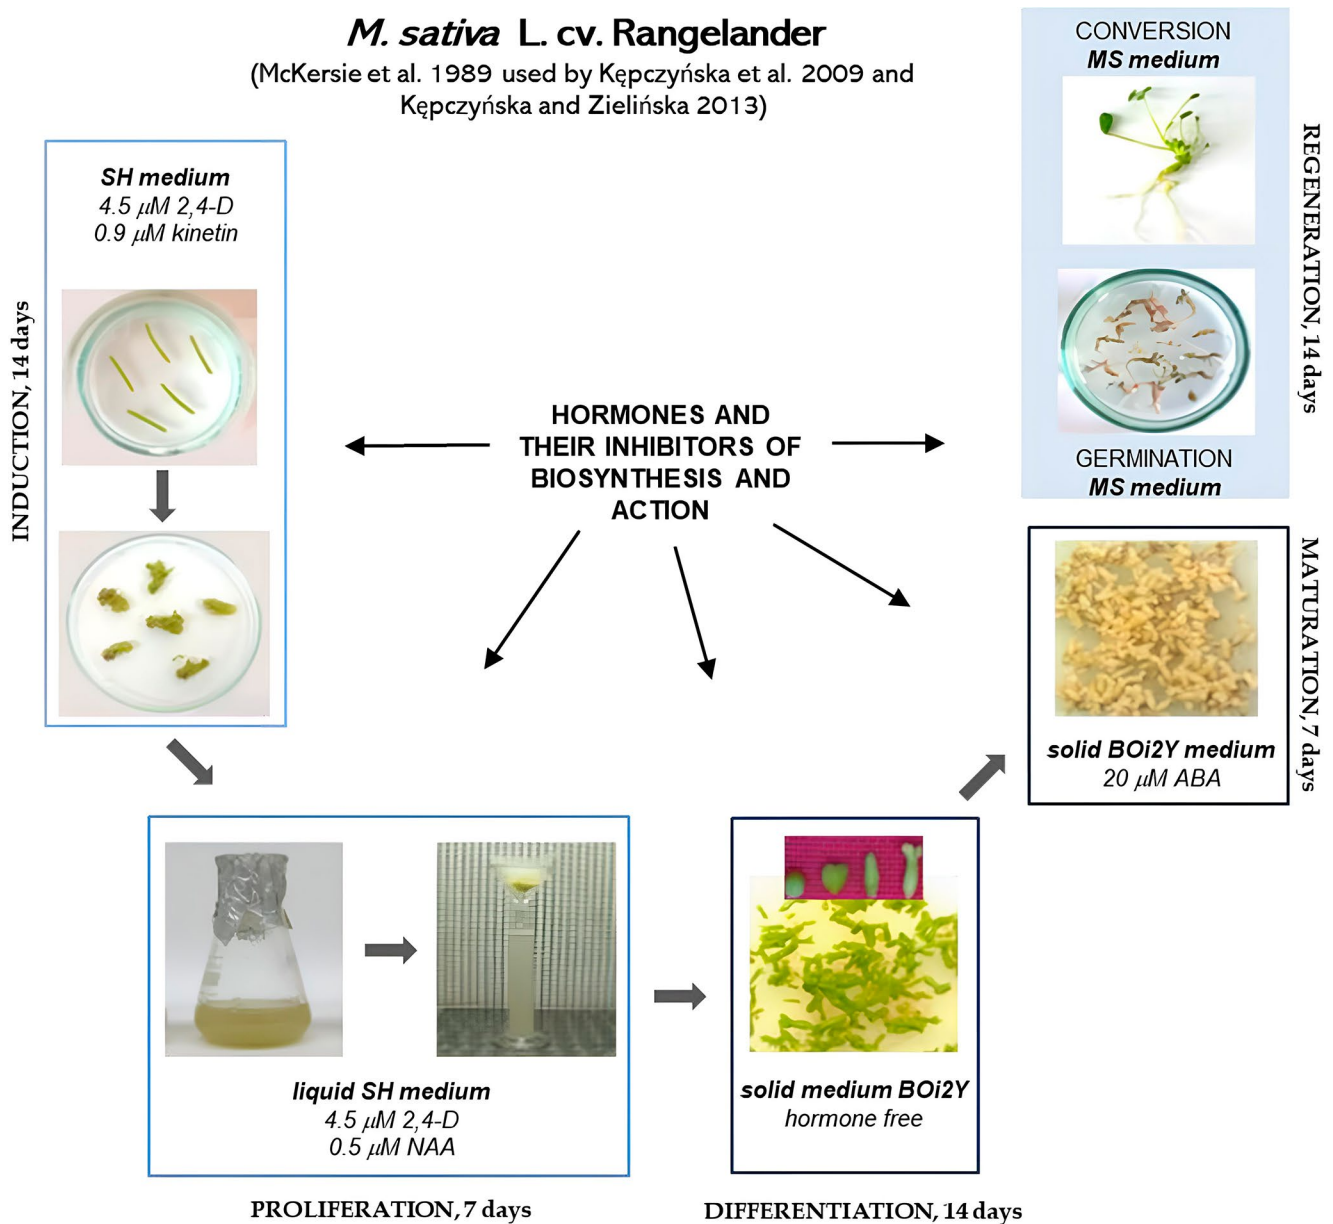 M. sativa L. cv. Rangelander
(McKersie et al. 1989 used by Kępczyńska et al. 2009 and
Kępczyńska and Zielińska 2013)
INDUCTION, 14 days
SH medium
4.5 μM 2,4-D
0.9 μM kinetin
HORMONES AND
THEIR INHIBITORS OF
BIOSYNTHESIS AND
ACTION
liquid SH medium
4.5 μM 2,4-D
0.5 μM NAA
PROLIFERATION, 7 days
solid medium BOi2Y
hormone free
DIFFERENTIATION, 14 days
solid BOi2Y medium
20 μM ABA
MATURATION, 7 days
CONVERSION
MS medium
GERMINATION
MS medium
REGENERATION, 14 days